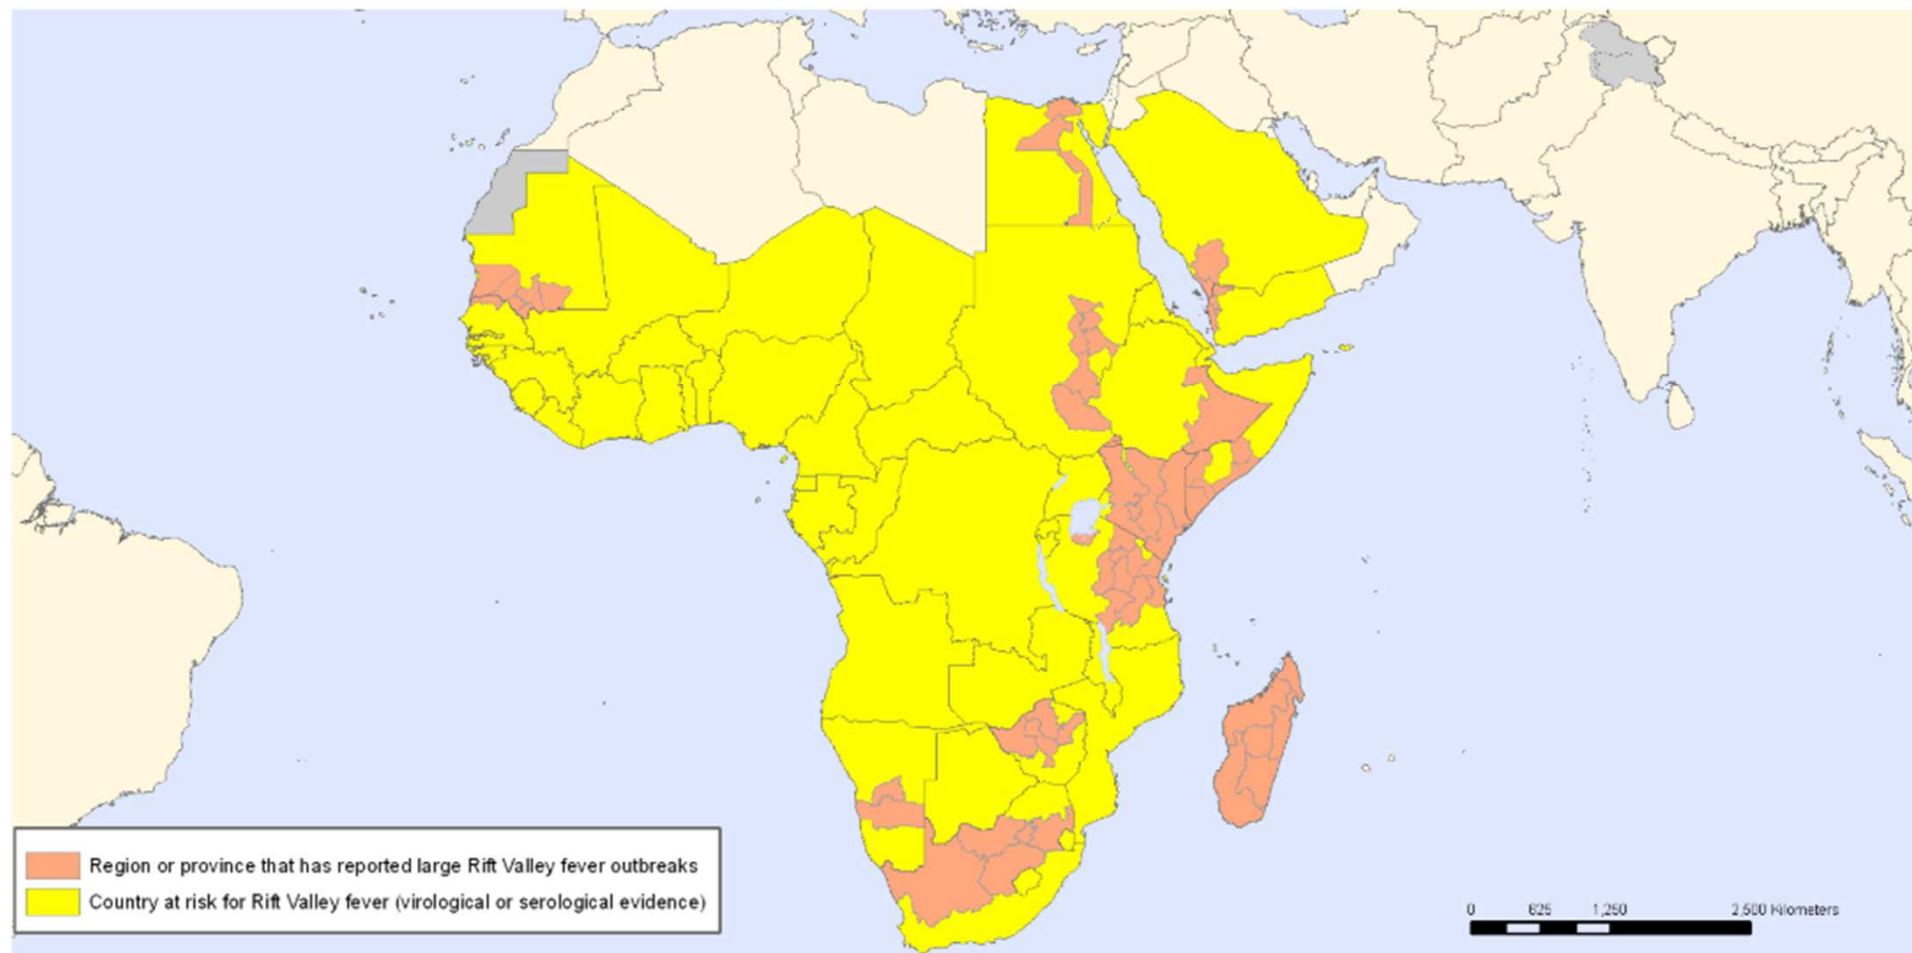 Region or province that has reported large Rift Valley fever outbreaks
Country at risk for Rift Valley fever (virological or serological evidence)
0 625 1,250 2,500 Kilometers